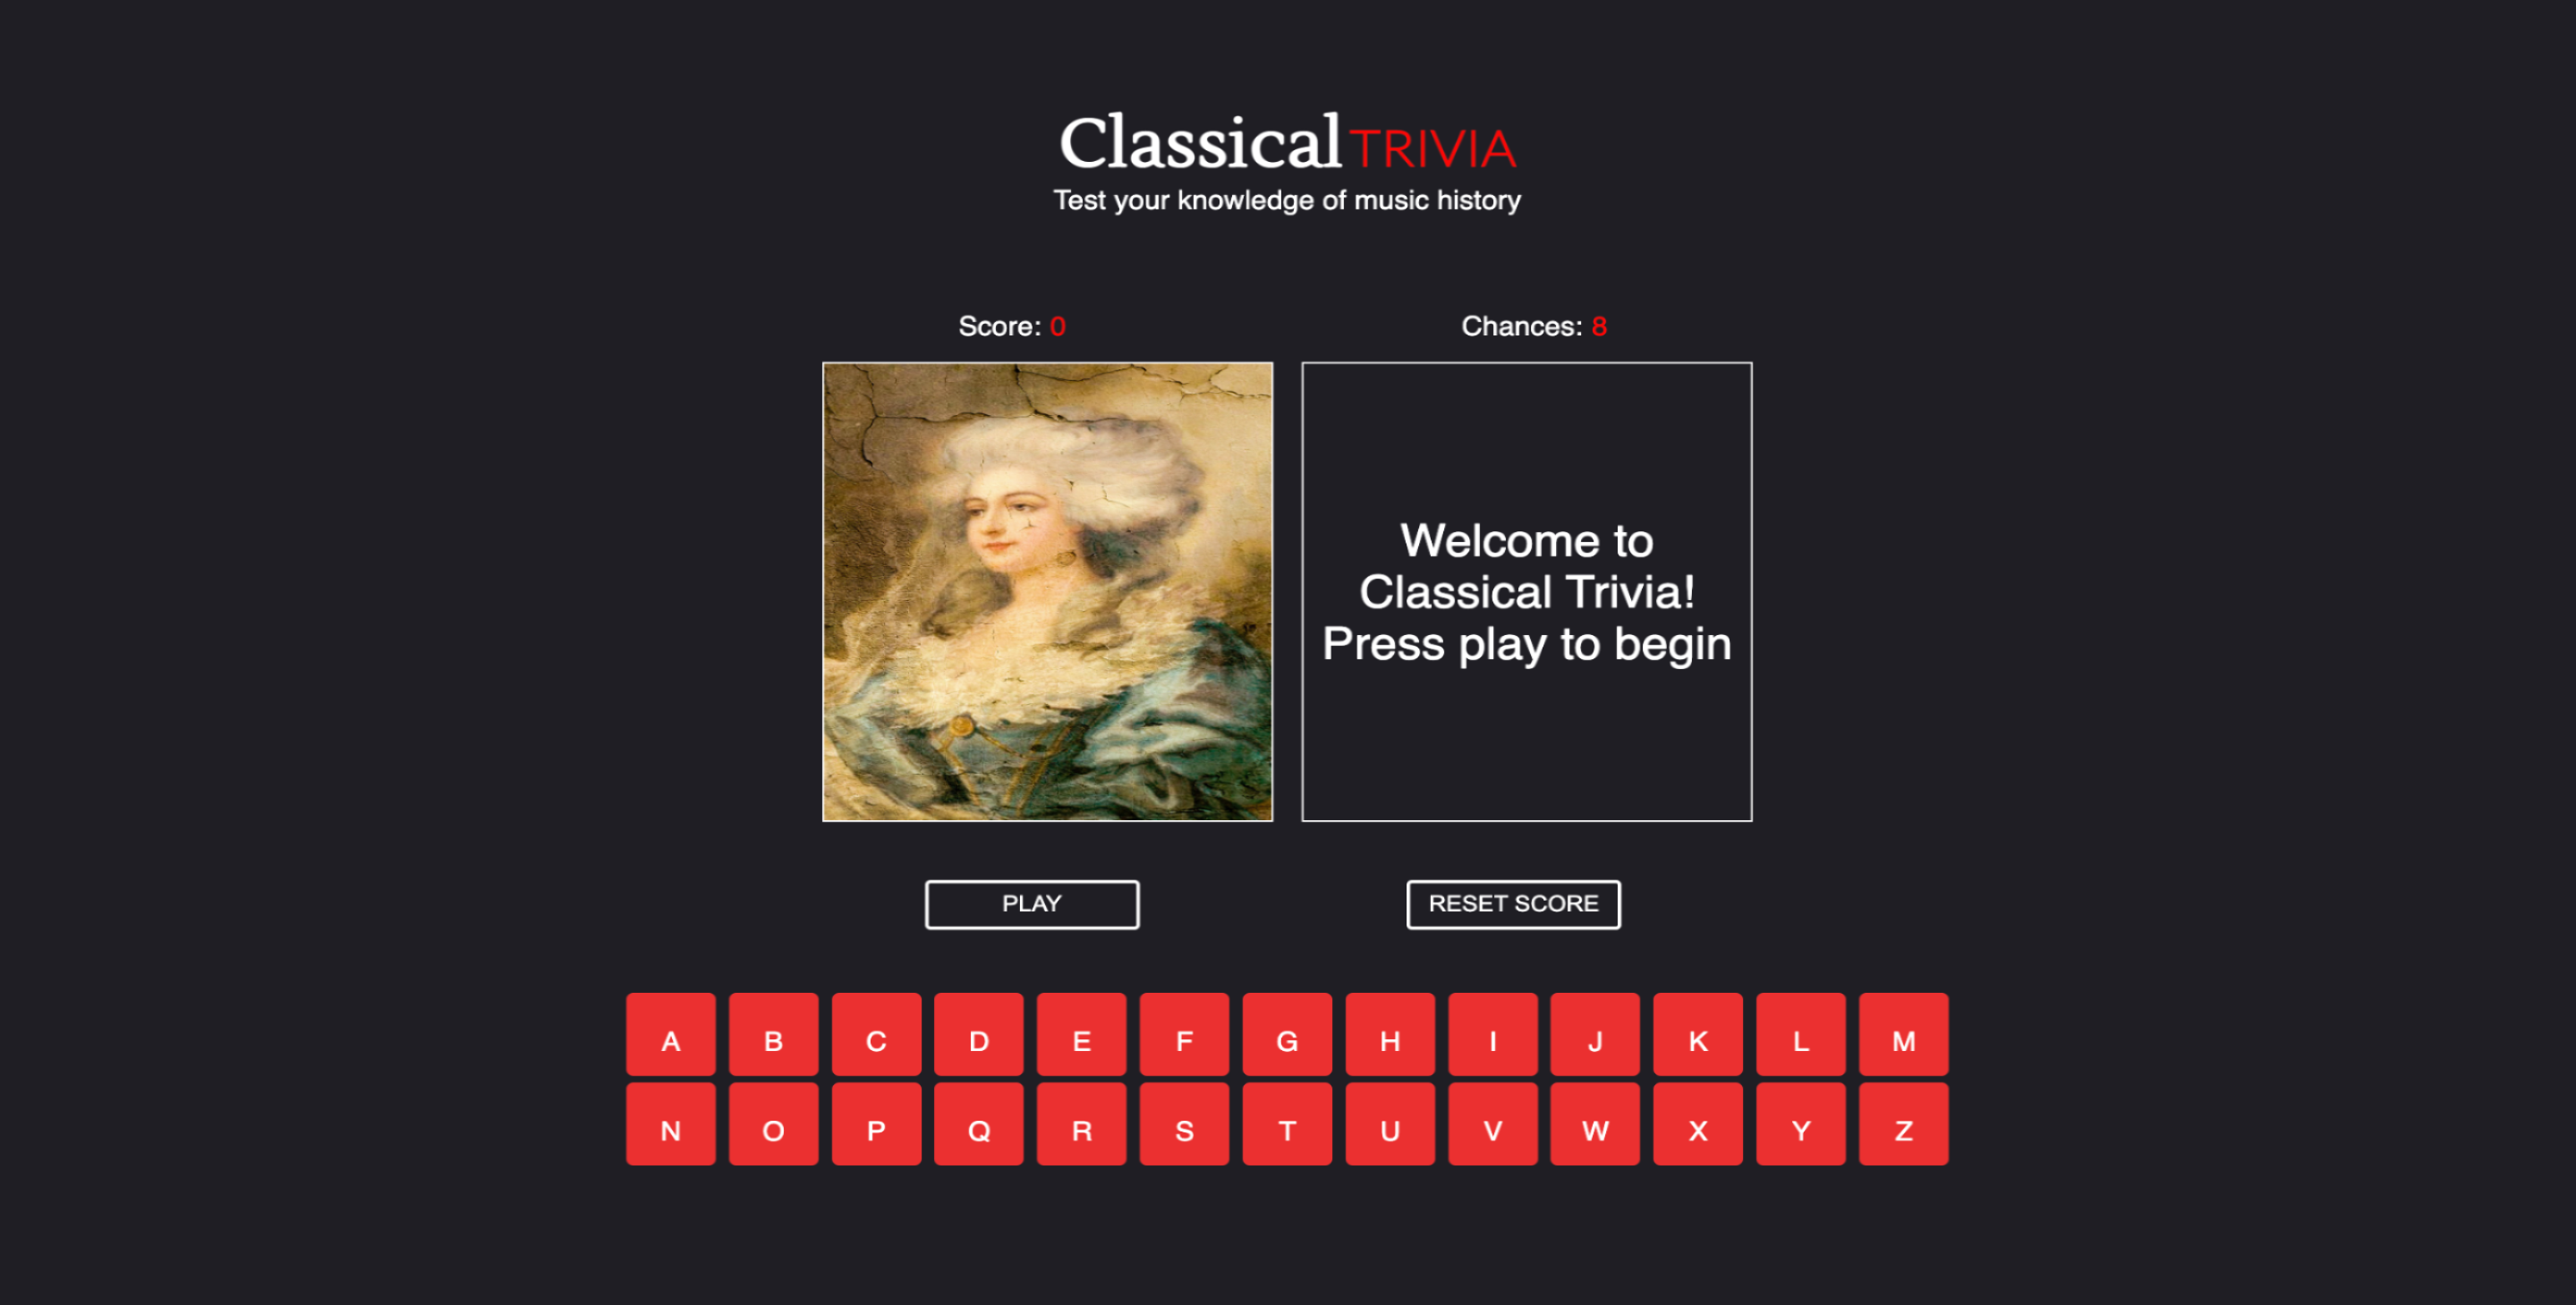 Classical TRIVIA
Test your knowledge of music history
Score: 0
Chances: 8
Welcome to
Classical Trivia!
Press play to begin
PLAY
RESET SCORE
A B C D E F G H I J K L M
N O P Q R S T U V W X Y Z